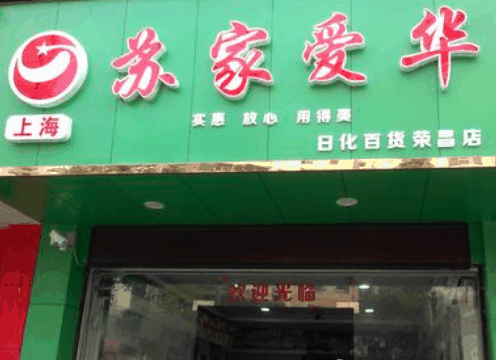 苏家爱华
上海
实惠 放心 用得美
日化百货荣昌店
欢迎光临